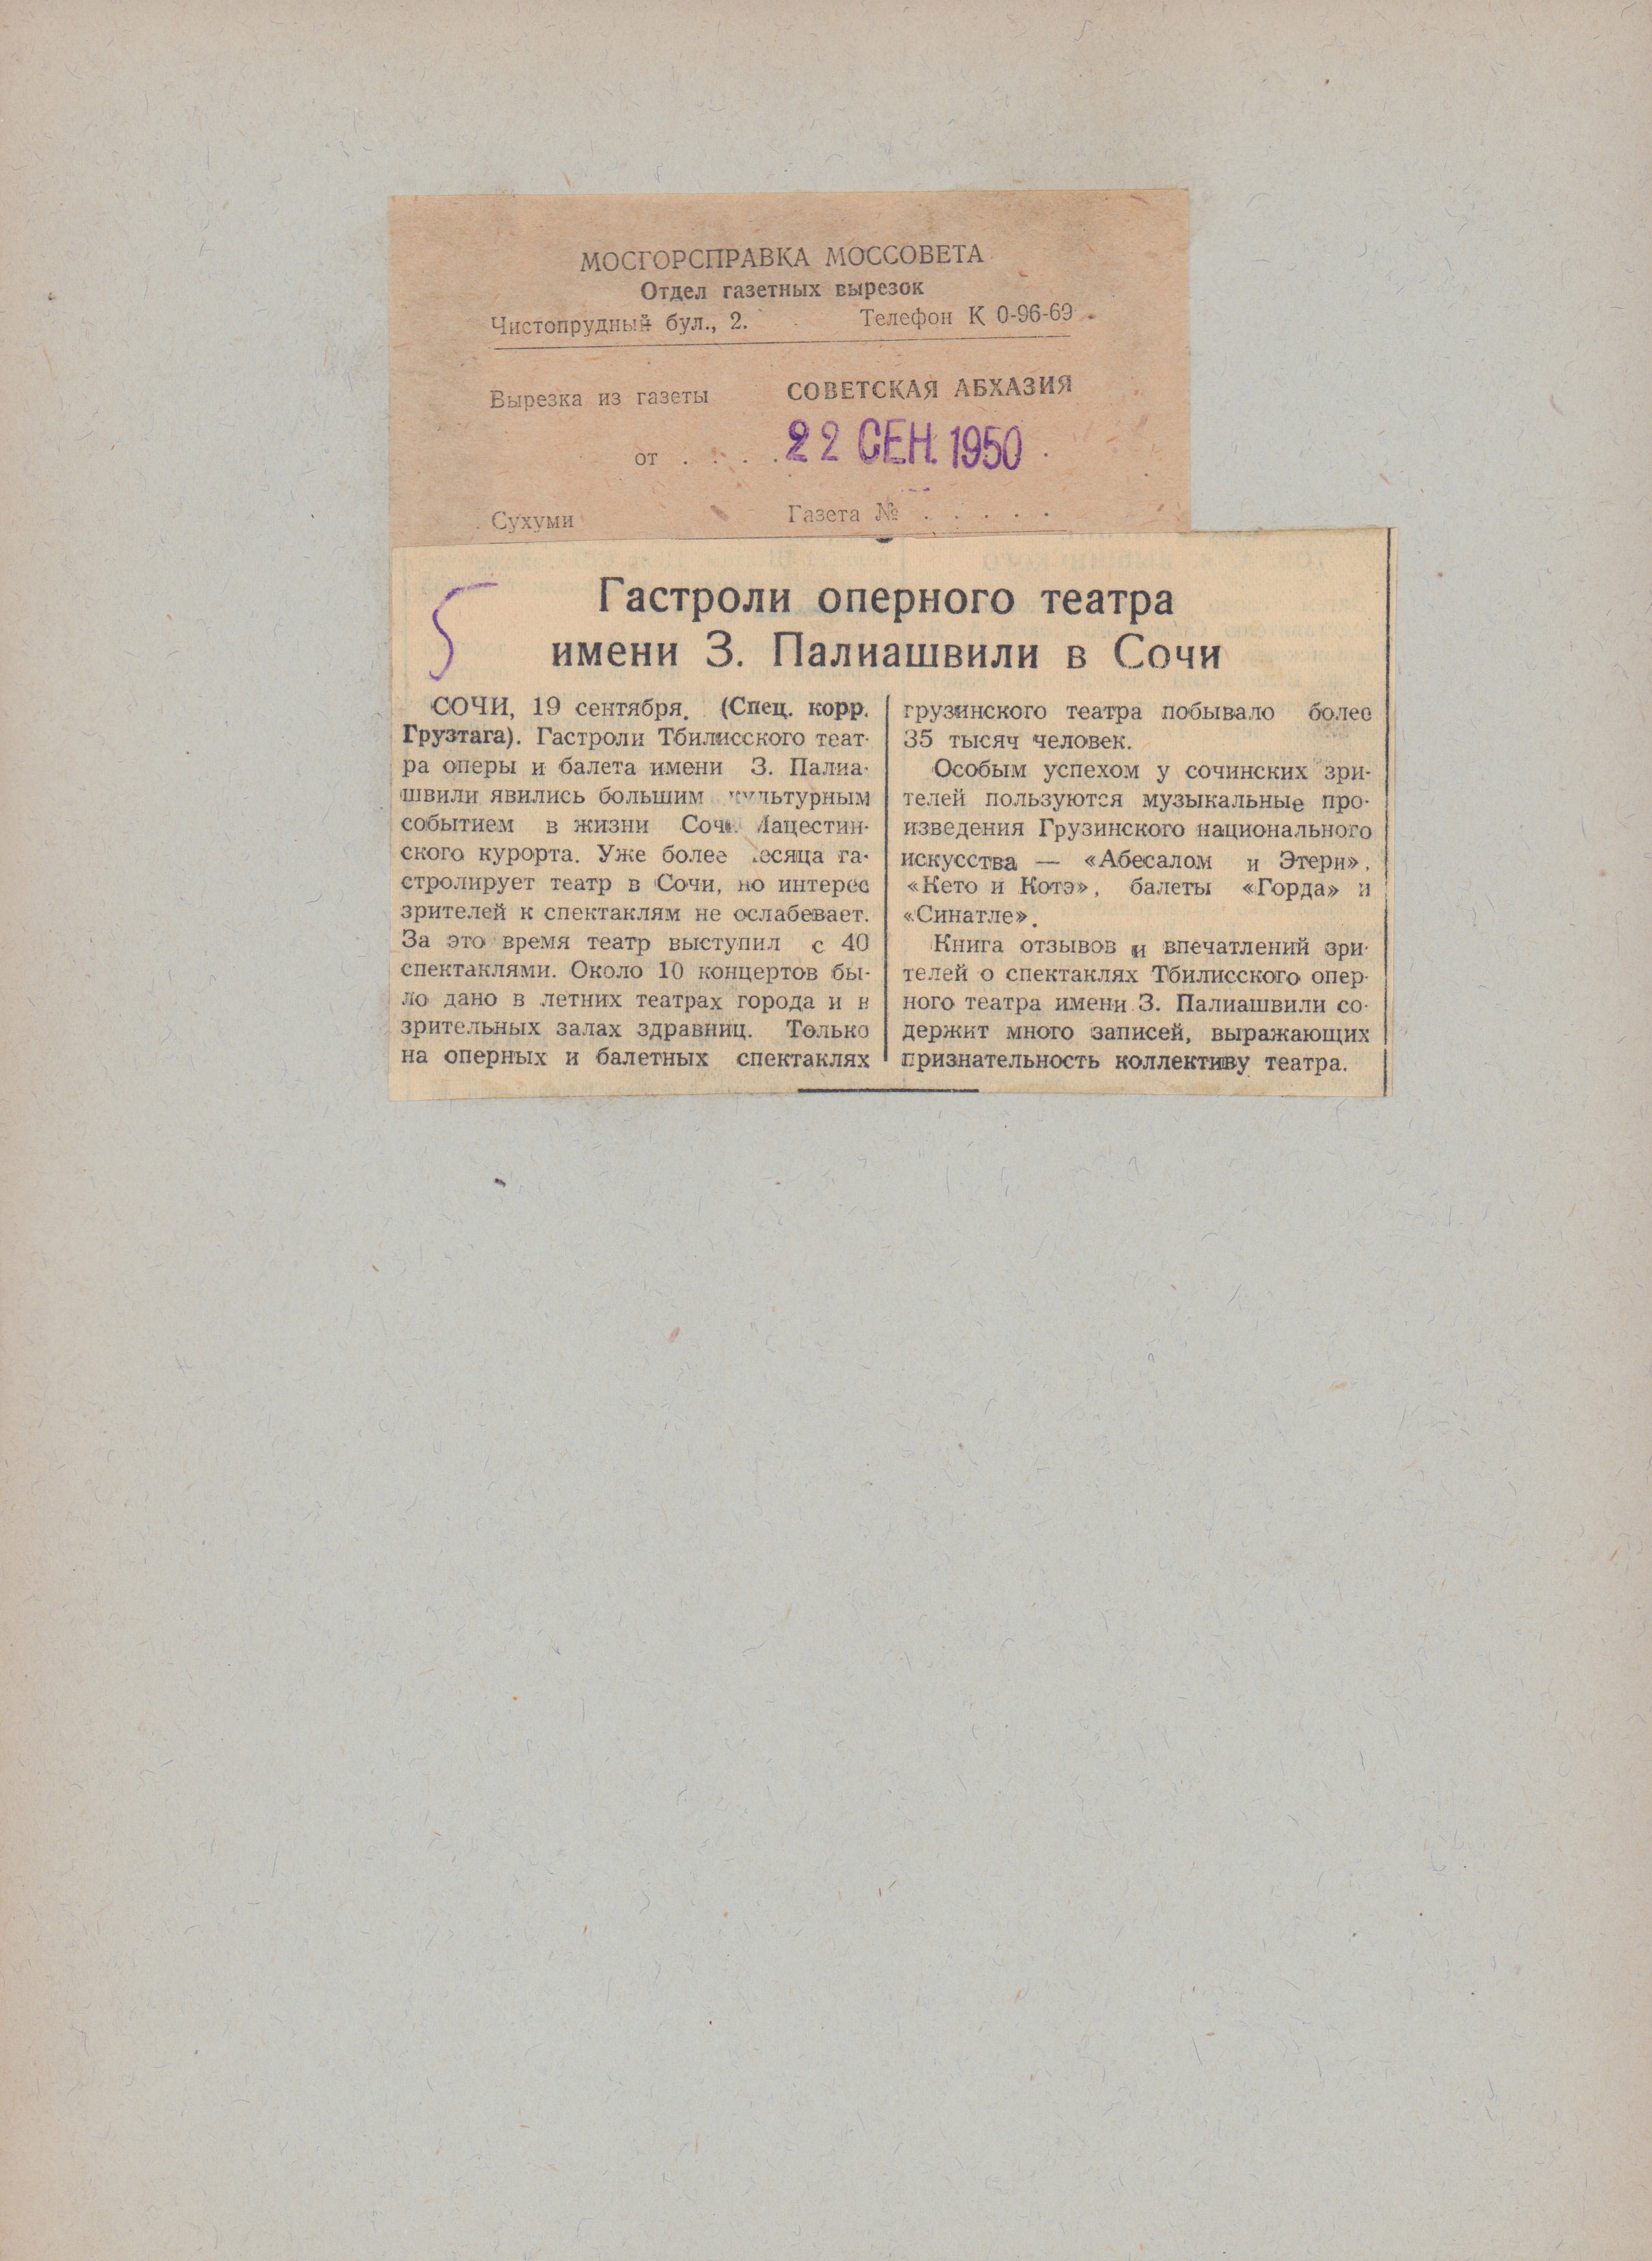 МОСГОРСПРАВКА МОССОВЕТА
Отдел газетных вырезок
Чистопрудный бул., 2. Телефон К 0-96-69
Вырезка из газеты СОВЕТСКАЯ АБХАЗИЯ
от . . . . 22 СЕН. 1950 .
Сухуми Газета № . . . . .
5
Гастроли оперного театра
имени З. Палиашвили в Сочи
СОЧИ, 19 сентября. (Спец. корр.
Грузтага). Гастроли Тбилисского теат-
ра оперы и балета имени З. Палиа-
швили явились большим культурным
событием в жизни
ского курорта. Уже более месяца га-
стролирует театр в Сочи, но интерес
зрителей к спектаклям не ослабевает.
За это время театр выступил с 40
спектаклями. Около 10 концертов бы-
ло дано в летних театрах города и в
зрительных залах здравниц. Только
на оперных и балетных спектаклях
грузинского театра побывало более
35 тысяч человек.
Особым успехом у сочинских зри-
телей пользуются музыкальные про-
изведения Грузинского национального
искусства — «Абесалом и Этери»,
«Кето и Котэ», балеты «Горда» и
«Синатле».
Книга отзывов и впечатлений зри-
телей о спектаклях Тбилисского опер-
ного театра имени З. Палиашвили со-
держит много записей, выражающих
признательность коллективу театра.